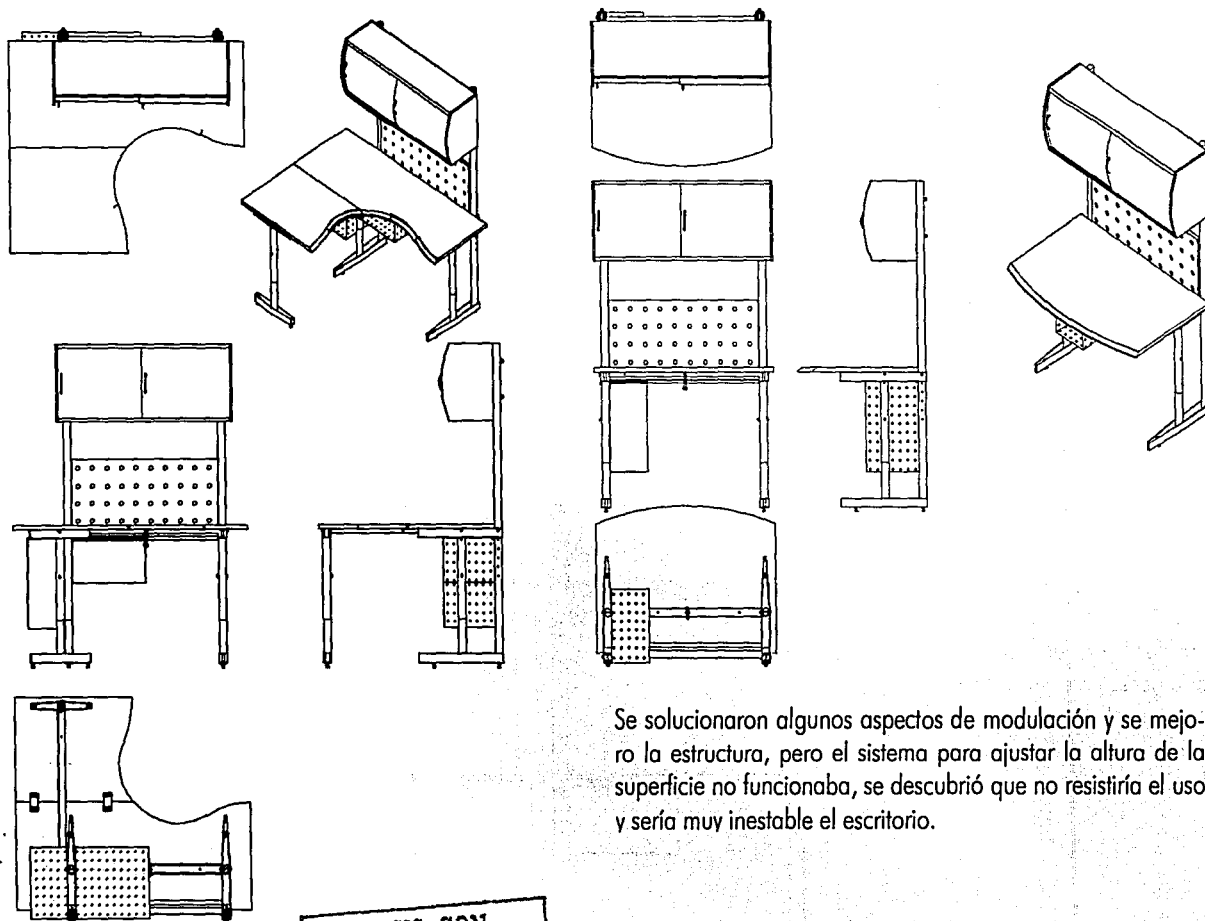 Se solucionaron algunos aspectos de modulación y se mejo-
ro la estructura, pero el sistema para ajustar la altura de la
superficie no funcionaba, se descubrió que no resistiría el uso
y sería muy inestable el escritorio.